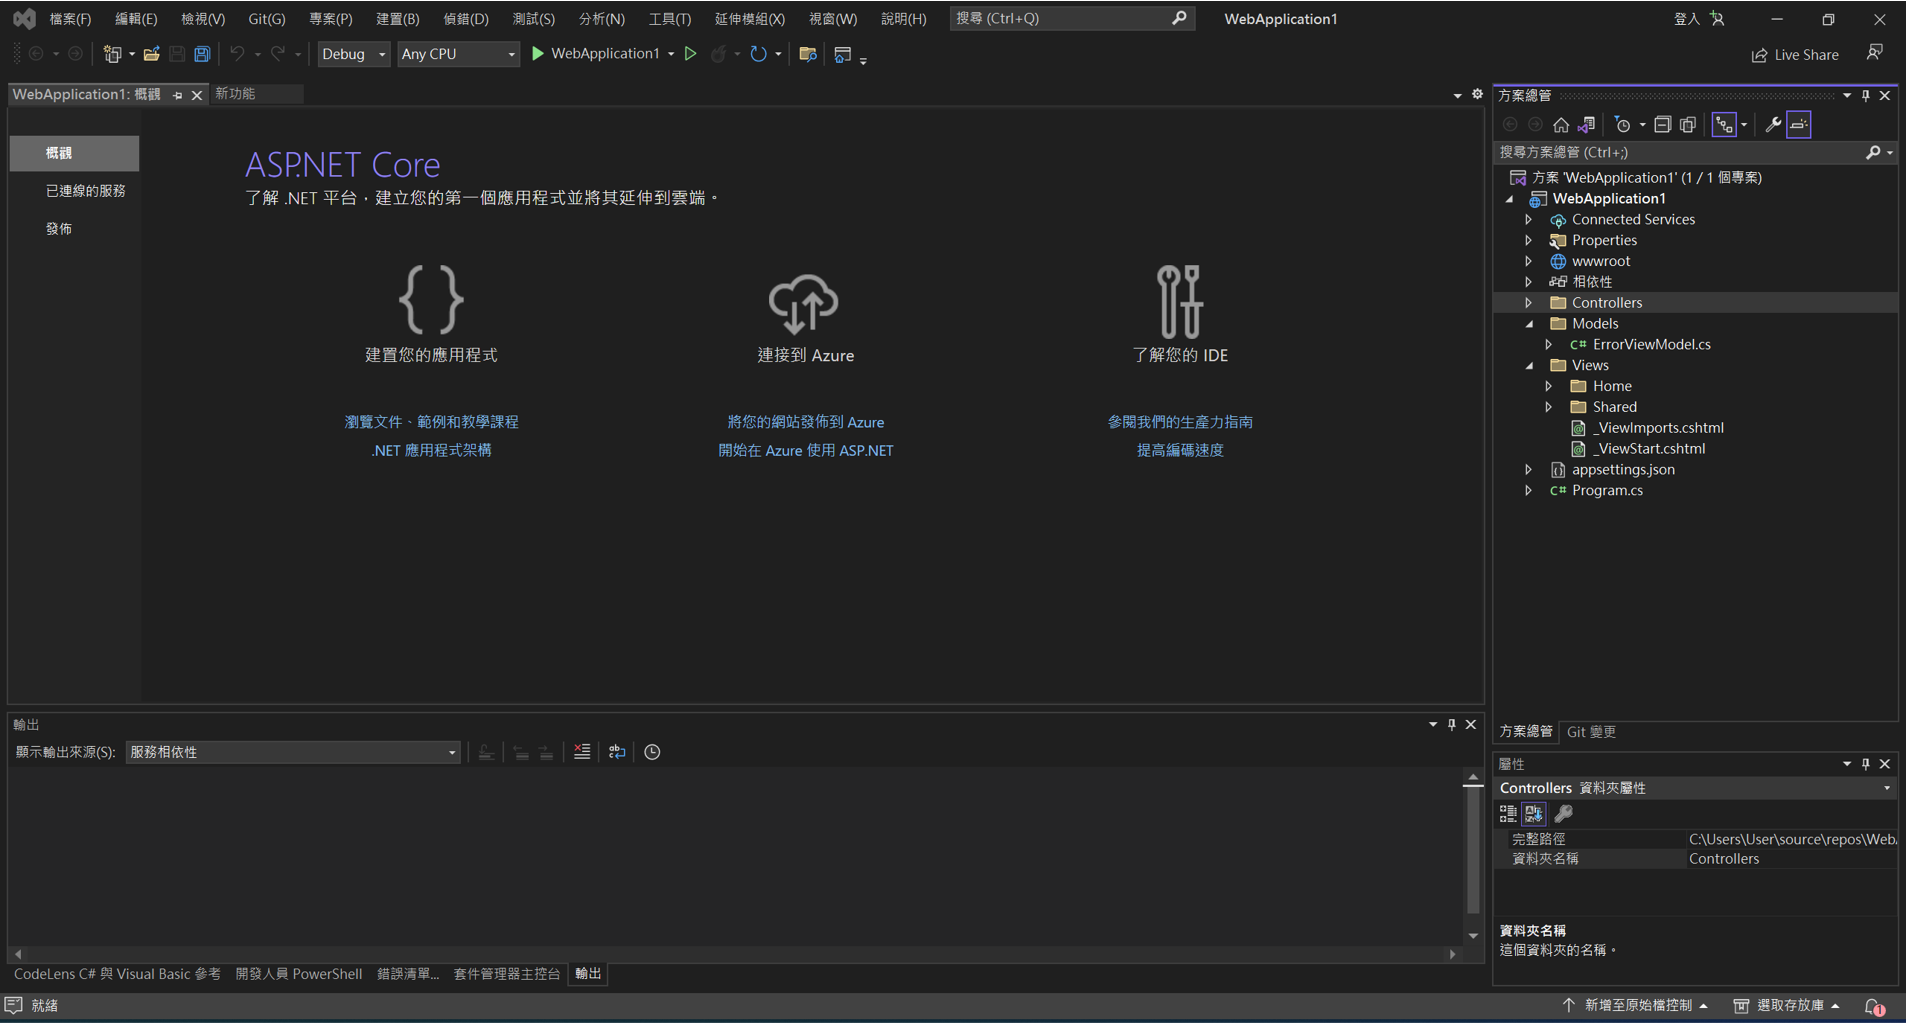 檔案(F) 編輯(E) 檢視(V) Git(G) 專案(P) 建置(B) 偵錯(D) 測試(S) 分析(N) 工具(T) 延伸模組(X) 視窗(W) 說明(H) 搜尋 (Ctrl+Q) WebApplication1 登入
Debug Any CPU WebApplication1 Live Share
WebApplication1: 概觀 新功能
概觀
已連線的服務
發佈
ASP.NET Core
了解 .NET 平台，建立您的第一個應用程式並將其延伸到雲端。
建置您的應用程式
瀏覽文件、範例和教學課程
.NET 應用程式架構
連接到 Azure
將您的網站發佈到 Azure
開始在 Azure 使用 ASP.NET
了解您的 IDE
參閱我們的生產力指南
提高編碼速度
輸出
顯示輸出來源(S): 服務相依性
CodeLens C# 與 Visual Basic 參考 開發人員 PowerShell 錯誤清單... 套件管理器主控台 輸出
方案總管
搜尋方案總管 (Ctrl+;)
方案 'WebApplication1' (1 / 1 個專案)
WebApplication1
Connected Services
Properties
wwwroot
相依性
Controllers
Models
C# ErrorViewModel.cs
Views
Home
Shared
_ViewImports.cshtml
_ViewStart.cshtml
appsettings.json
C# Program.cs
方案總管 Git 變更
屬性
Controllers 資料夾屬性
完整路徑 C:\Users\User\source\repos\Web
資料夾名稱 Controllers
資料夾名稱
這個資料夾的名稱。
就緒 新增至原始檔控制 選取存放庫 1